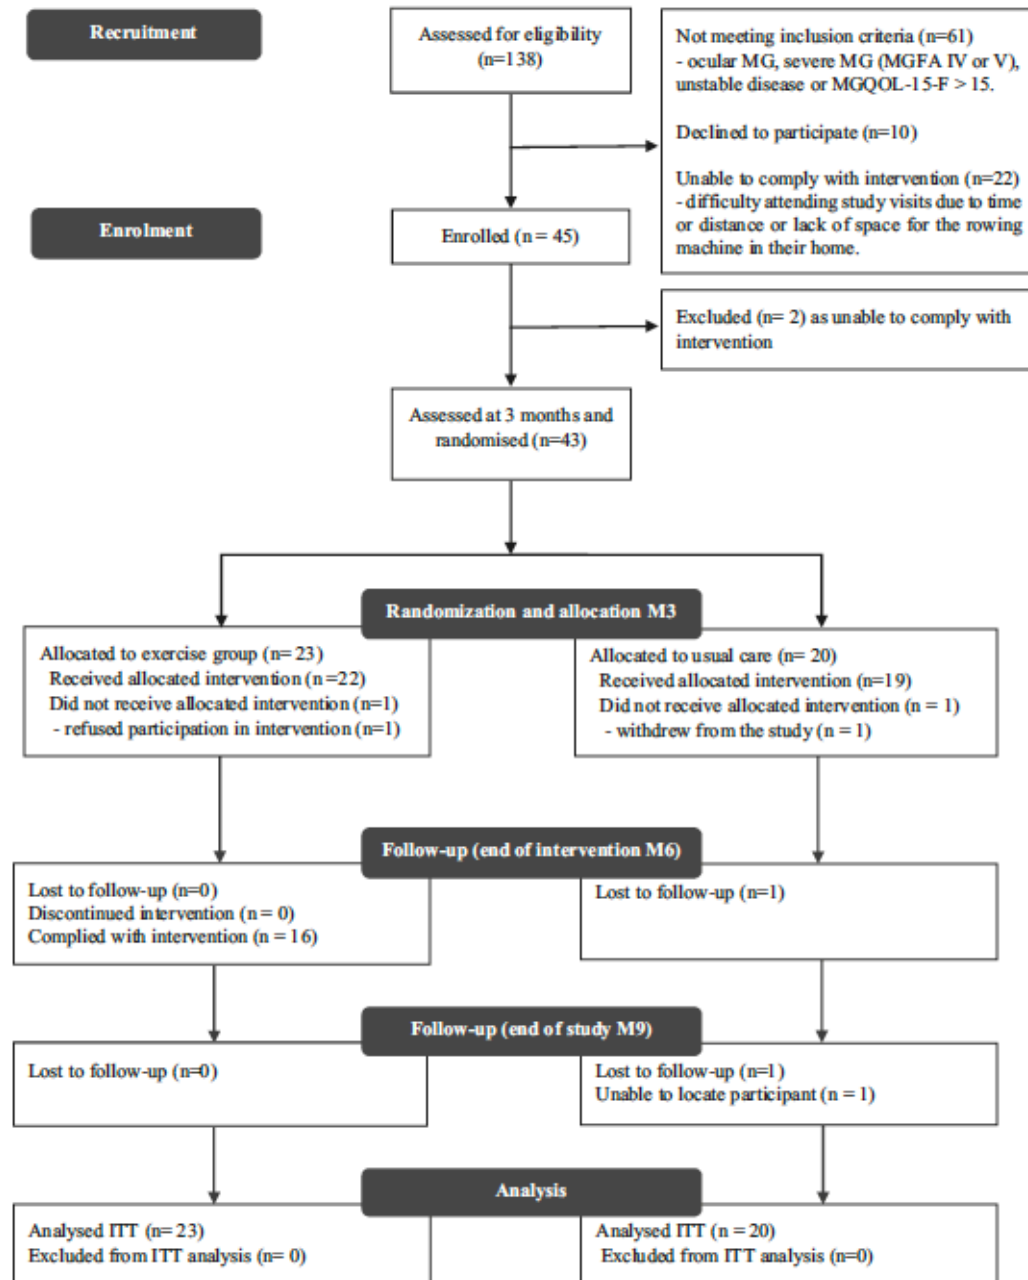 Recruitment
Assessed for eligibility
(n=138)
Not meeting inclusion criteria (n=61)
- ocular MG, severe MG (MGFA IV or V),
unstable disease or MGQOL-15-F > 15.
Declined to participate (n=10)
Unable to comply with intervention (n=22)
- difficulty attending study visits due to time
or distance or lack of space for the rowing
machine in their home.
Enrolment
Enrolled (n = 45)
Excluded (n= 2) as unable to comply with
intervention
Assessed at 3 months and
randomised (n=43)
Randomization and allocation M3
Allocated to exercise group (n= 23)
Received allocated intervention (n =22)
Did not receive allocated intervention (n=1)
- refused participation in intervention (n=1)
Allocated to usual care (n= 20)
Received allocated intervention (n=19)
Did not receive allocated intervention (n = 1)
- withdrew from the study (n = 1)
Follow-up (end of intervention M6)
Lost to follow-up (n=0)
Discontinued intervention (n = 0)
Complied with intervention (n = 16)
Lost to follow-up (n=1)
Follow-up (end of study M9)
Lost to follow-up (n=0)
Lost to follow-up (n=1)
Unable to locate participant (n = 1)
Analysis
Analysed ITT (n= 23)
Excluded from ITT analysis (n= 0)
Analysed ITT (n = 20)
Excluded from ITT analysis (n=0)